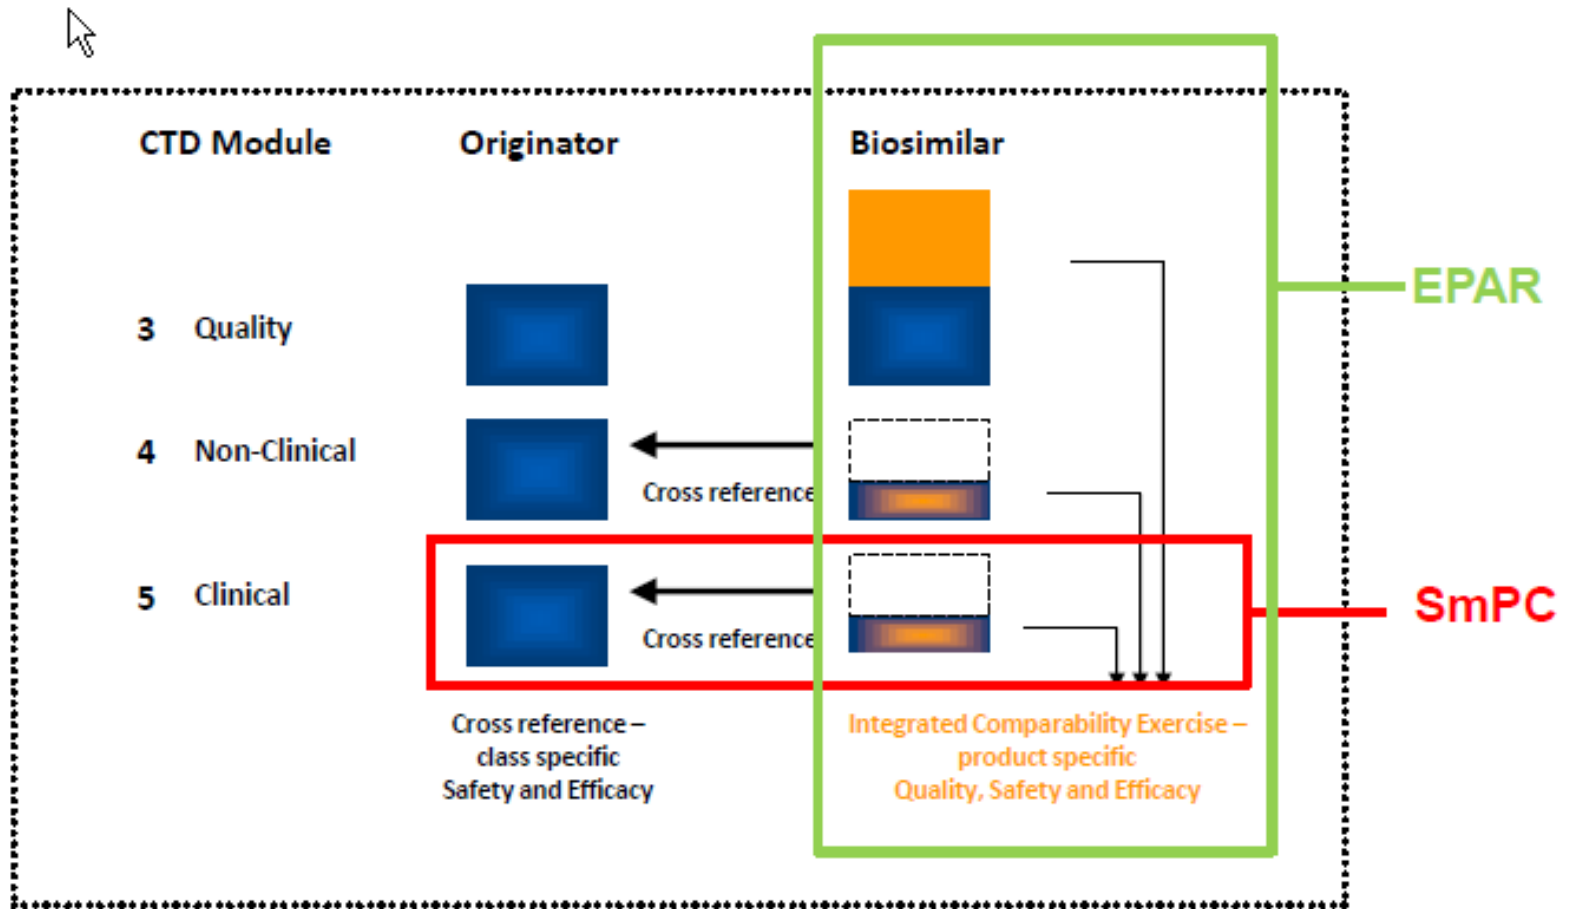 CTD Module Originator Biosimilar
EPAR
3 Quality
4 Non-Clinical
Cross reference
5 Clinical
SmPC
Cross reference
Cross reference –
class specific
Safety and Efficacy
Integrated Comparability Exercise –
product specific
Quality, Safety and Efficacy